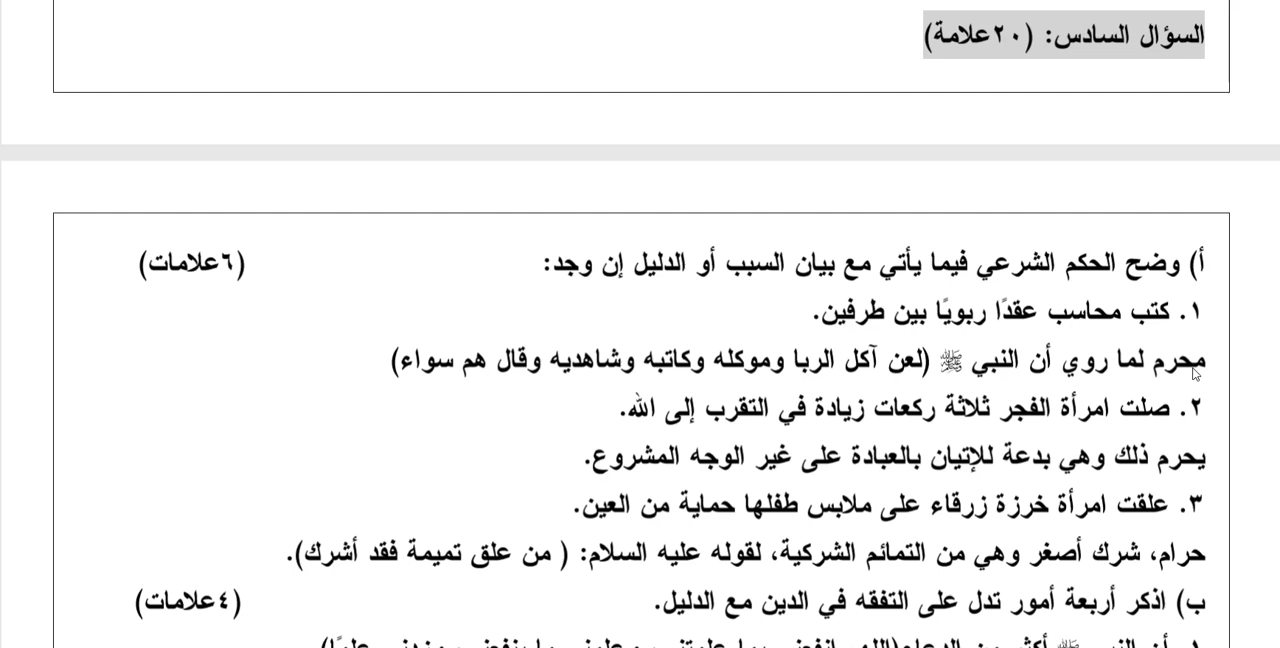 السؤال السادس: (٢٠علامة)
أ) وضح الحكم الشرعي فيما يأتي مع بيان السبب أو الدليل إن وجد: (٦علامات)
١. كتب محاسب عقدًا ربويًا بين طرفين.
محرم لما روي أن النبي ﷺ (لعن آكل الربا وموكله وكاتبه وشاهديه وقال هم سواء)
٢. صلت امرأة الفجر ثلاثة ركعات زيادة في التقرب إلى الله.
يحرم ذلك وهي بدعة للإتيان بالعبادة على غير الوجه المشروع.
٣. علقت امرأة خرزة زرقاء على ملابس طفلها حماية من العين.
حرام، شرك أصغر وهي من التمائم الشركية، لقوله عليه السلام: ( من علق تميمة فقد أشرك).
ب) اذكر أربعة أمور تدل على التفقه في الدين مع الدليل. (٤علامات)